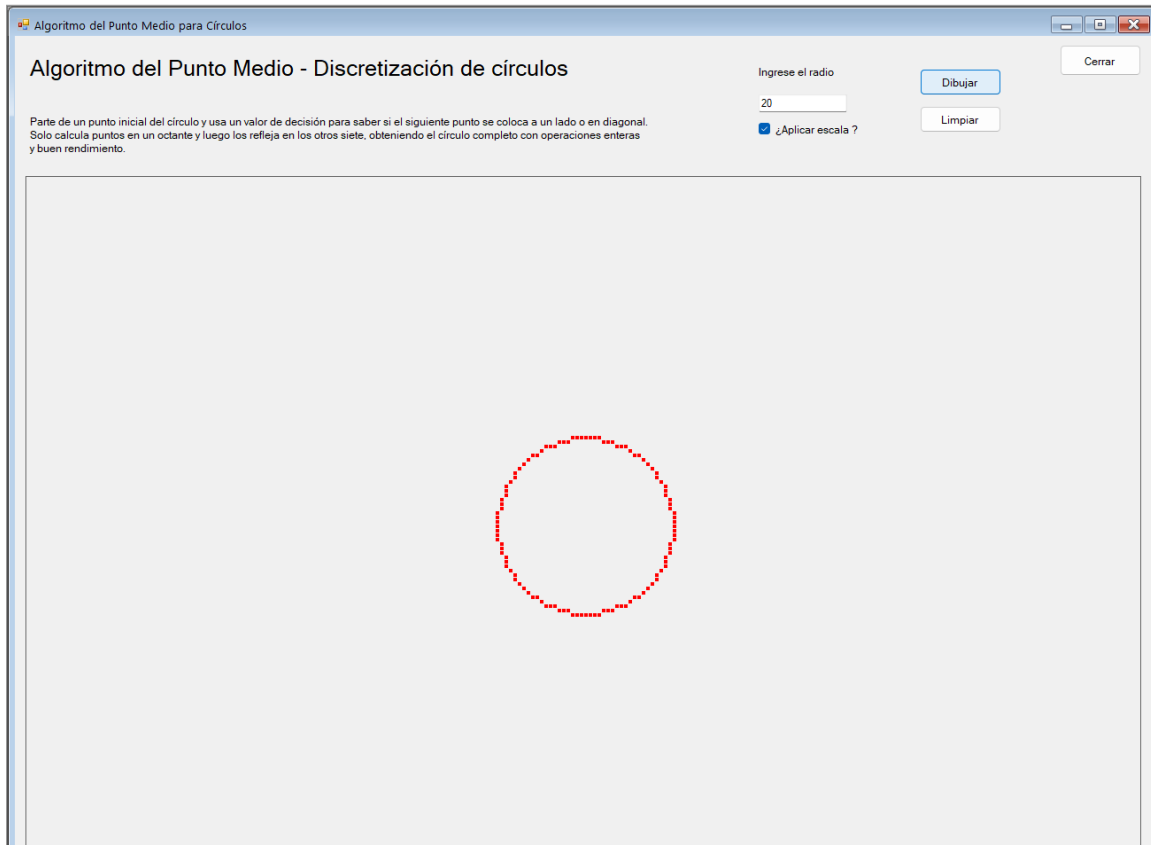 Algoritmo del Punto Medio para Círculos
Cerrar
Algoritmo del Punto Medio - Discretización de círculos
Ingrese el radio
Dibujar
20
Limpiar
¿Aplicar escala ?
Parte de un punto inicial del círculo y usa un valor de decisión para saber si el siguiente punto se coloca a un lado o en diagonal.
Solo calcula puntos en un octante y luego los refleja en los otros siete, obteniendo el círculo completo con operaciones enteras
y buen rendimiento.